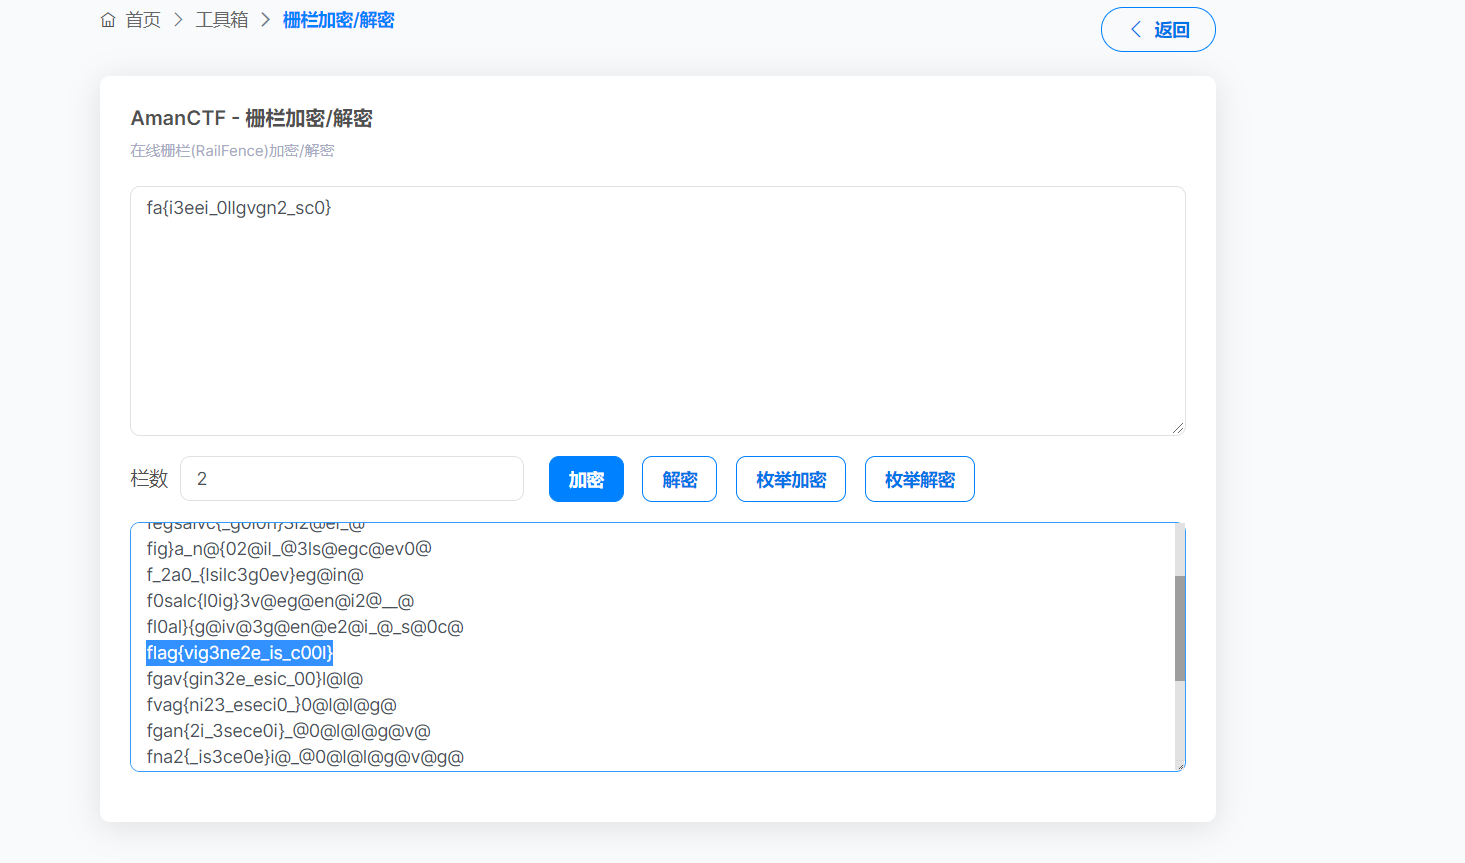 首页 > 工具箱 > 栅栏加密/解密
返回
AmanCTF - 栅栏加密/解密
在线栅栏(RailFence)加密/解密
fa{i3eei_0llgvgn2_sc0}
栏数
2
加密
解密
枚举加密
枚举解密
fig}a_n@{02@il_@3ls@egc@ev0@
f_2a0_{lsilc3g0ev}eg@in@
f0salc{l0ig}3v@eg@en@i2@__@
fl0al}{g@iv@3g@en@e2@i_@_s@0c@
flag{vig3ne2e_is_c00l}
fgav{gin32e_esic_00}l@l@
fvag{ni23_eseci0_}0@l@l@g@
fgan{2i_3sece0i}_@0@l@l@g@v@
fna2{_is3ce0e}i@_@0@l@l@g@v@g@